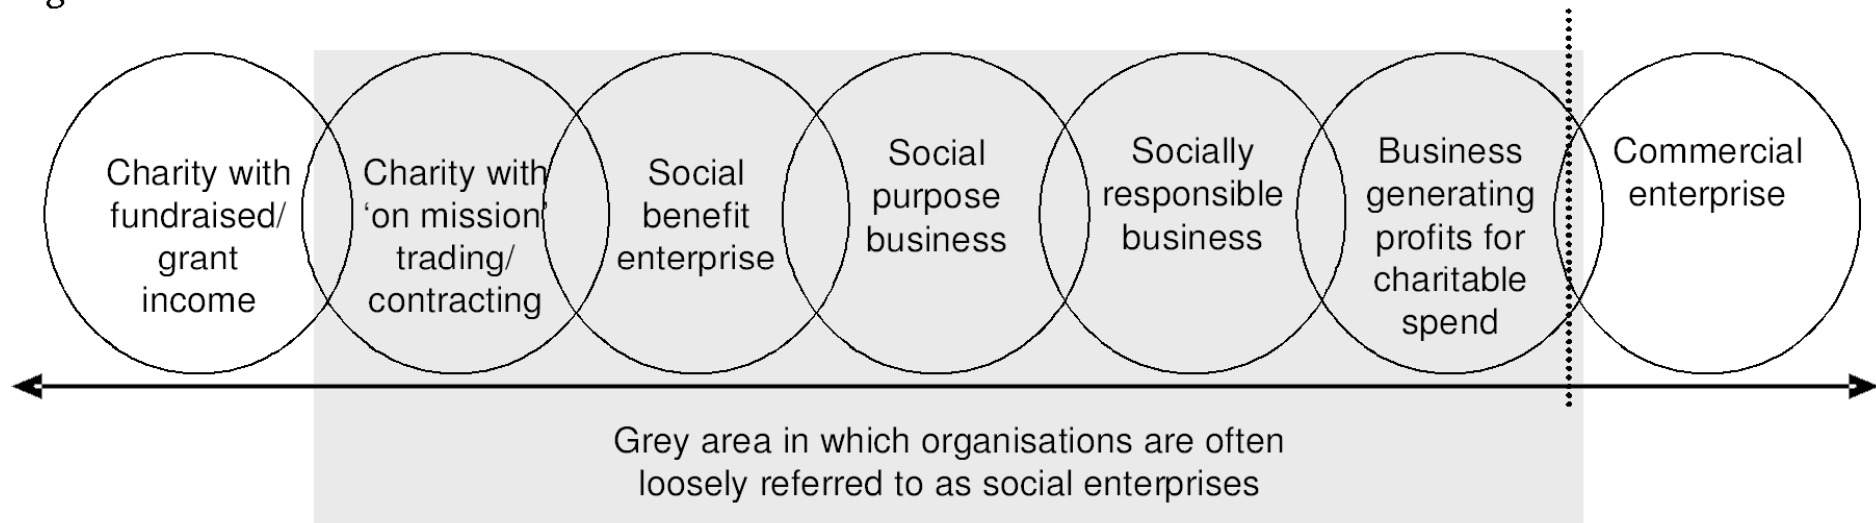 Charity with
fundraised/
grant
income
Charity with
‘on mission’
trading/
contracting
Social
benefit
enterprise
Social
purpose
business
Socially
responsible
business
Business
generating
profits for
charitable
spend
Commercial
enterprise
Grey area in which organisations are often
loosely referred to as social enterprises